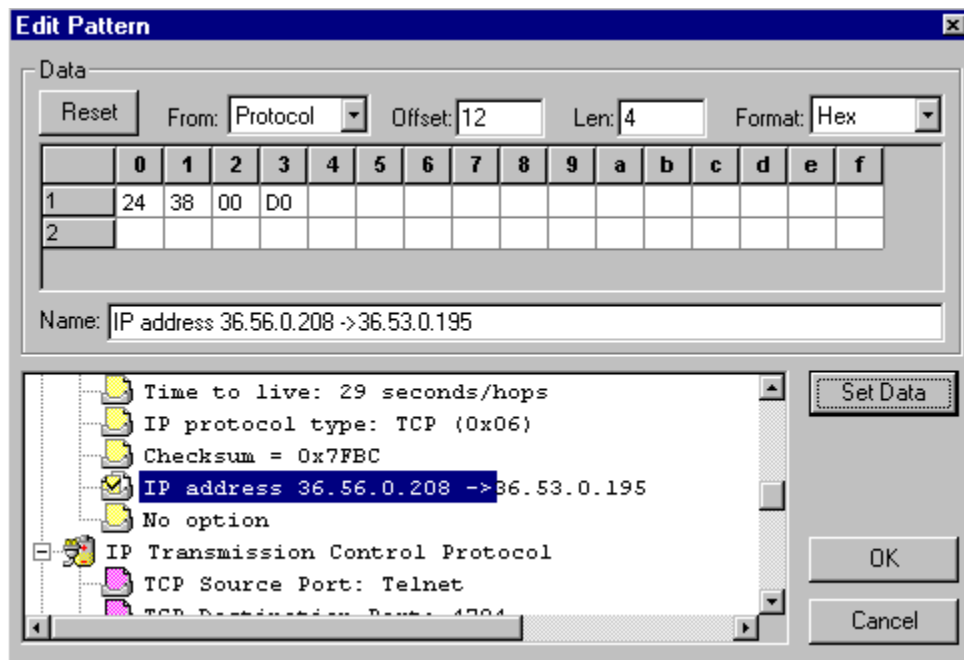 Edit Pattern
Data
Reset From: Protocol Offset: 12 Len: 4 Format: Hex
0 1 2 3 4 5 6 7 8 9 a b c d e f
1 24 38 00 D0
2
Name: IP address 36.56.0.208 ->36.53.0.195
Time to live: 29 seconds/hops
Set Data
IP protocol type: TCP (0x06)
Checksum = 0x7FBC
IP address 36.56.0.208 ->36.53.0.195
No option
IP Transmission Control Protocol
OK
TCP Source Port: Telnet
Cancel